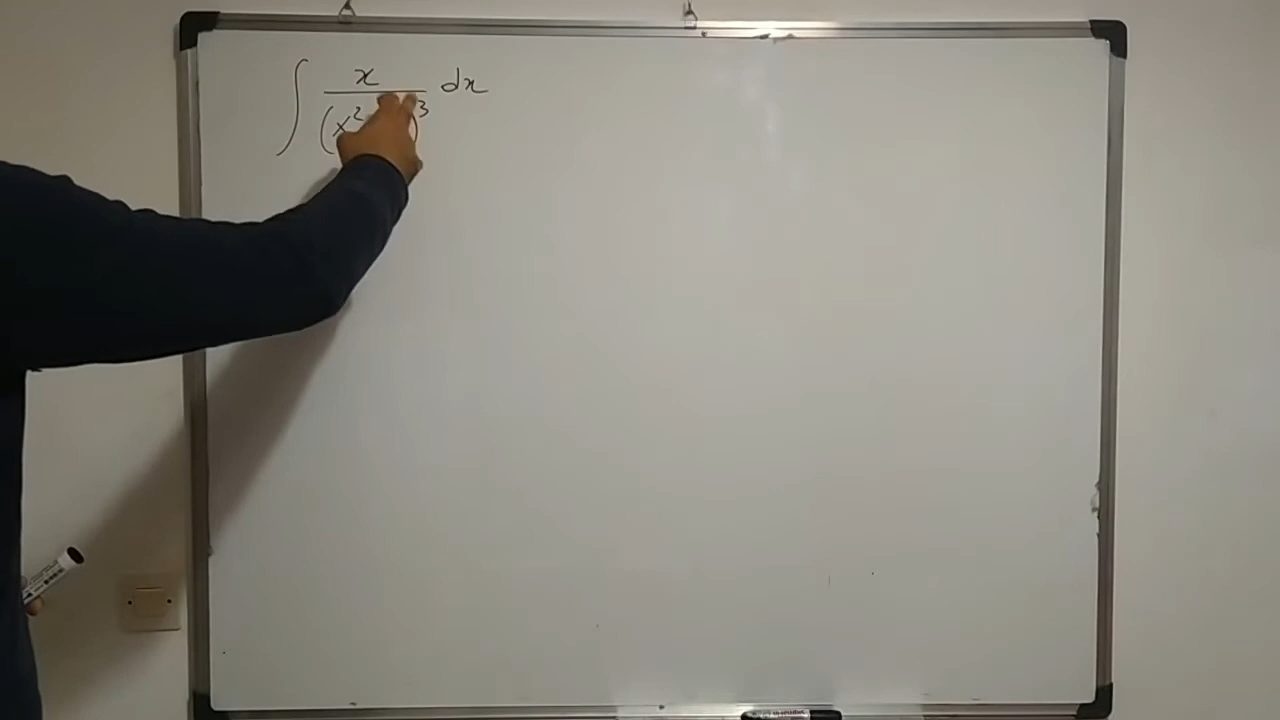 ∫ x / (x² )³ dx